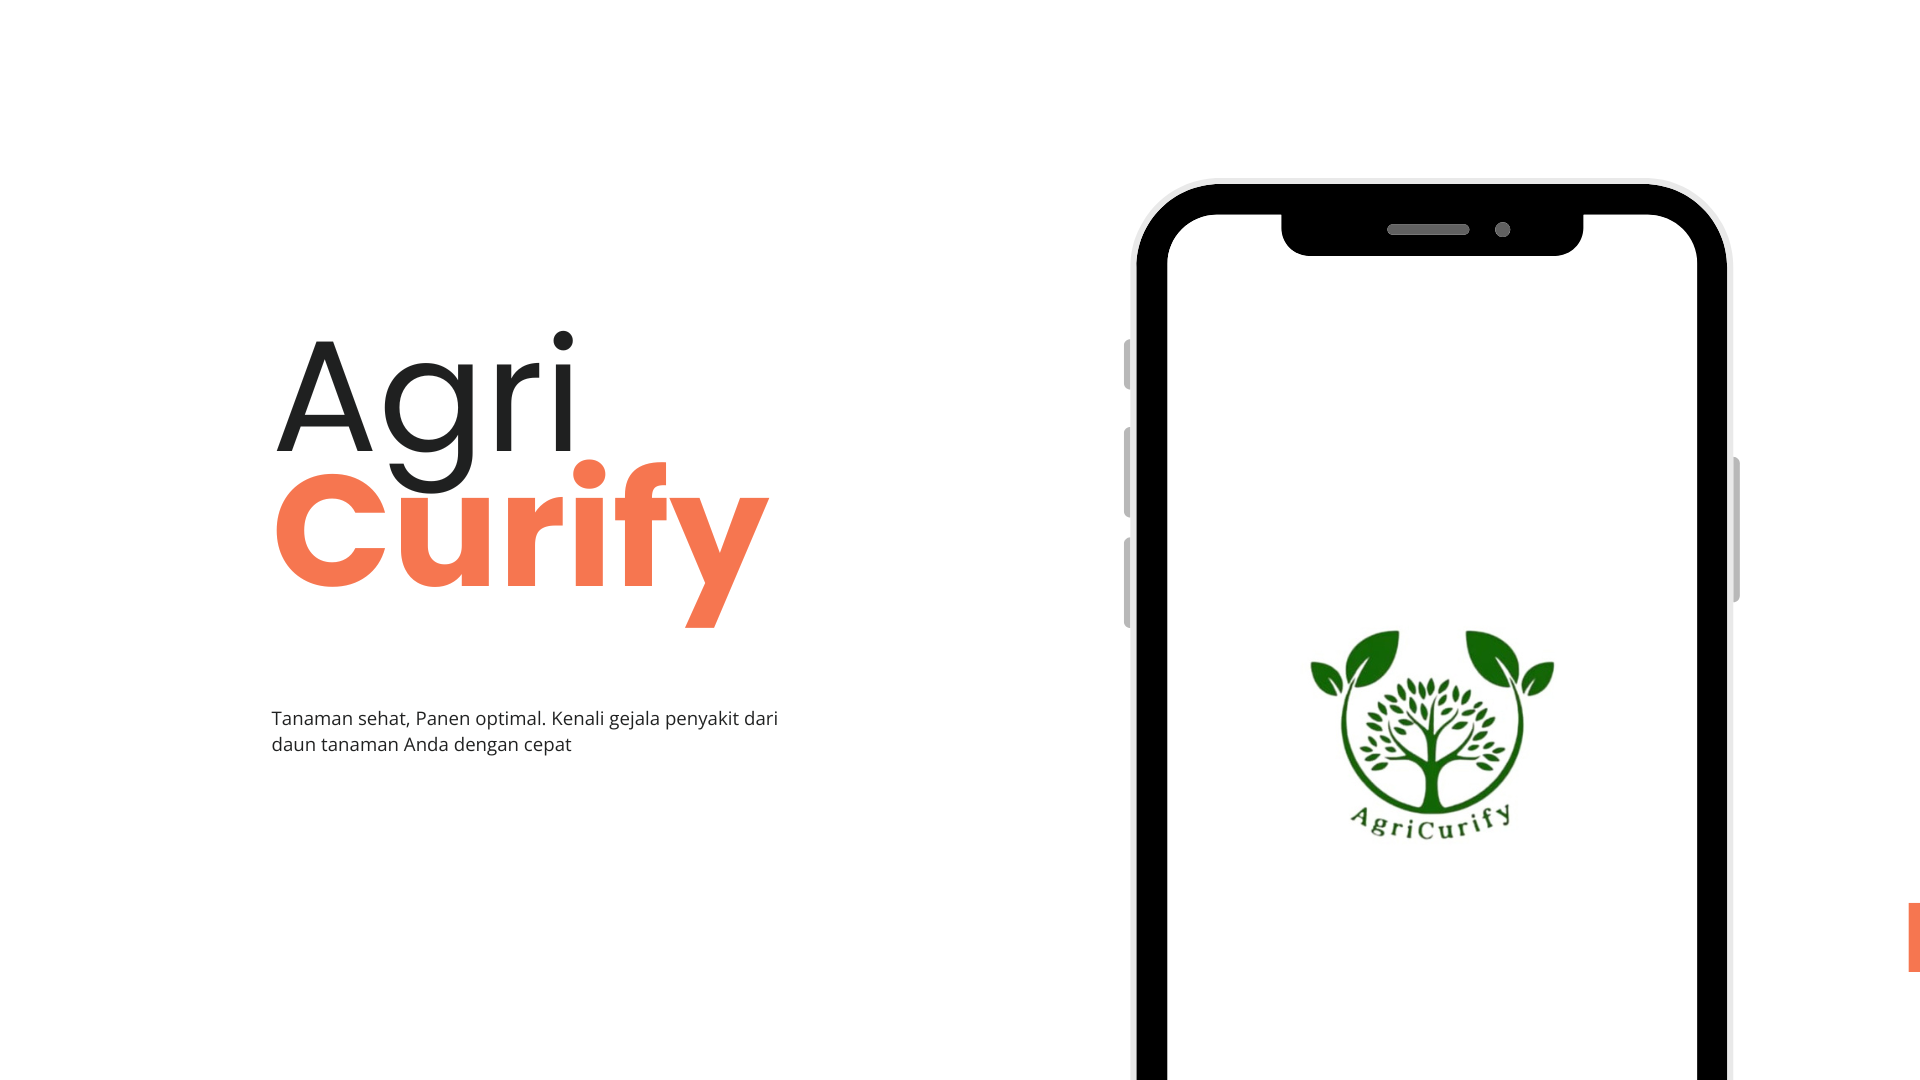 Agri
Curify
Tanaman sehat, Panen optimal. Kenali gejala penyakit dari
daun tanaman Anda dengan cepat
AgriCurify